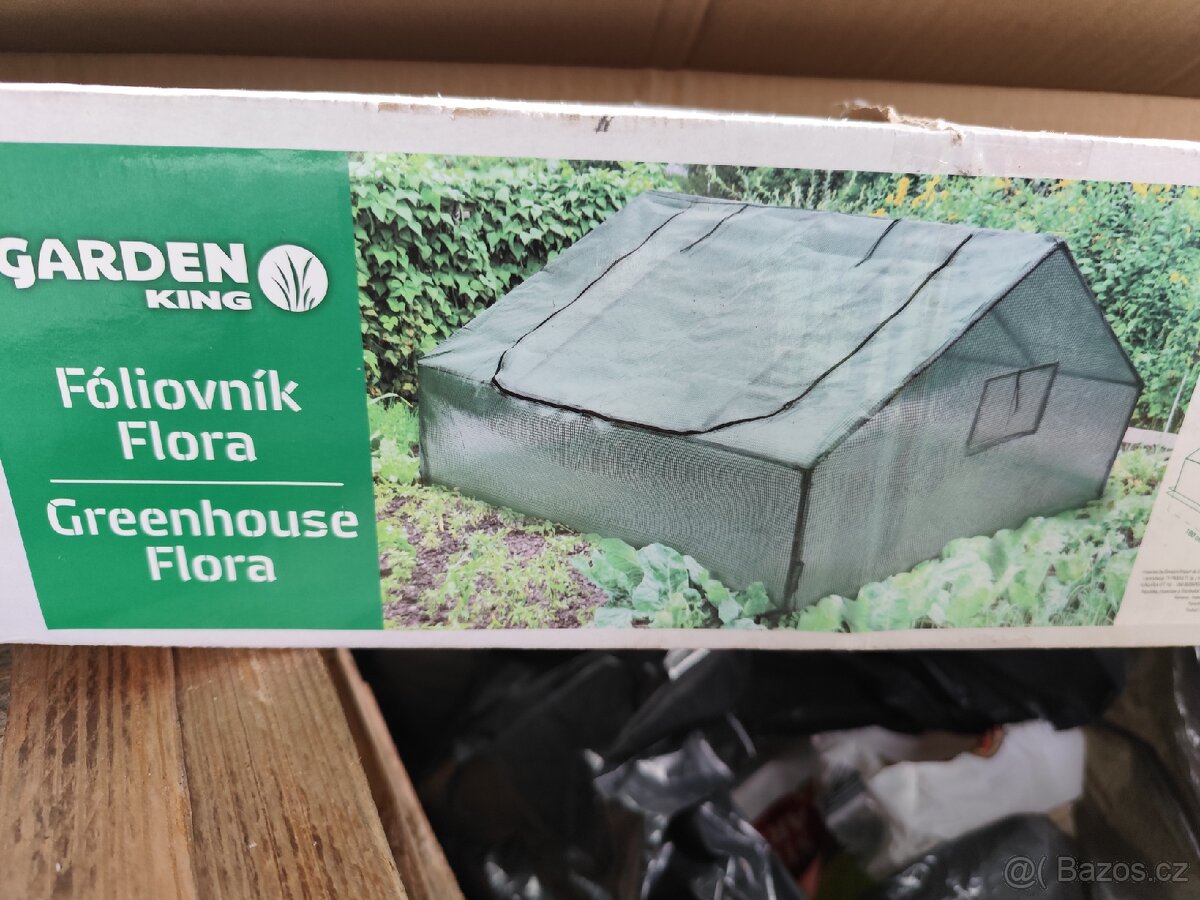 GARDEN
KING
Fóliovník
Flora
Greenhouse
Flora
@( Bazos.cz